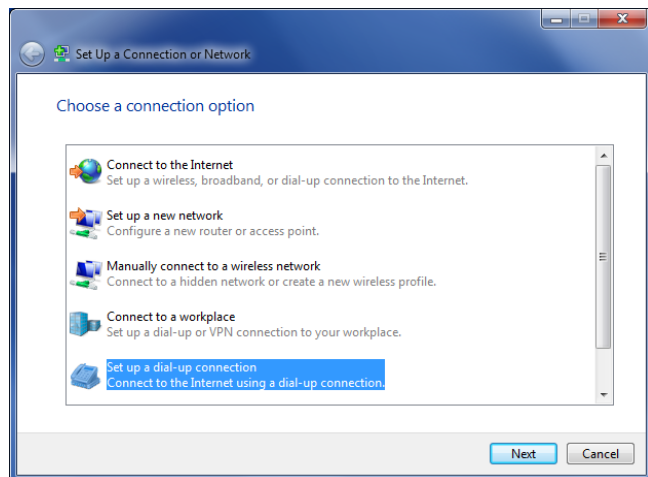 Set Up a Connection or Network
Choose a connection option
Connect to the Internet
Set up a wireless, broadband, or dial-up connection to the Internet.
Set up a new network
Configure a new router or access point.
Manually connect to a wireless network
Connect to a hidden network or create a new wireless profile.
Connect to a workplace
Set up a dial-up or VPN connection to your workplace.
Set up a dial-up connection
Connect to the Internet using a dial-up connection.
Next
Cancel